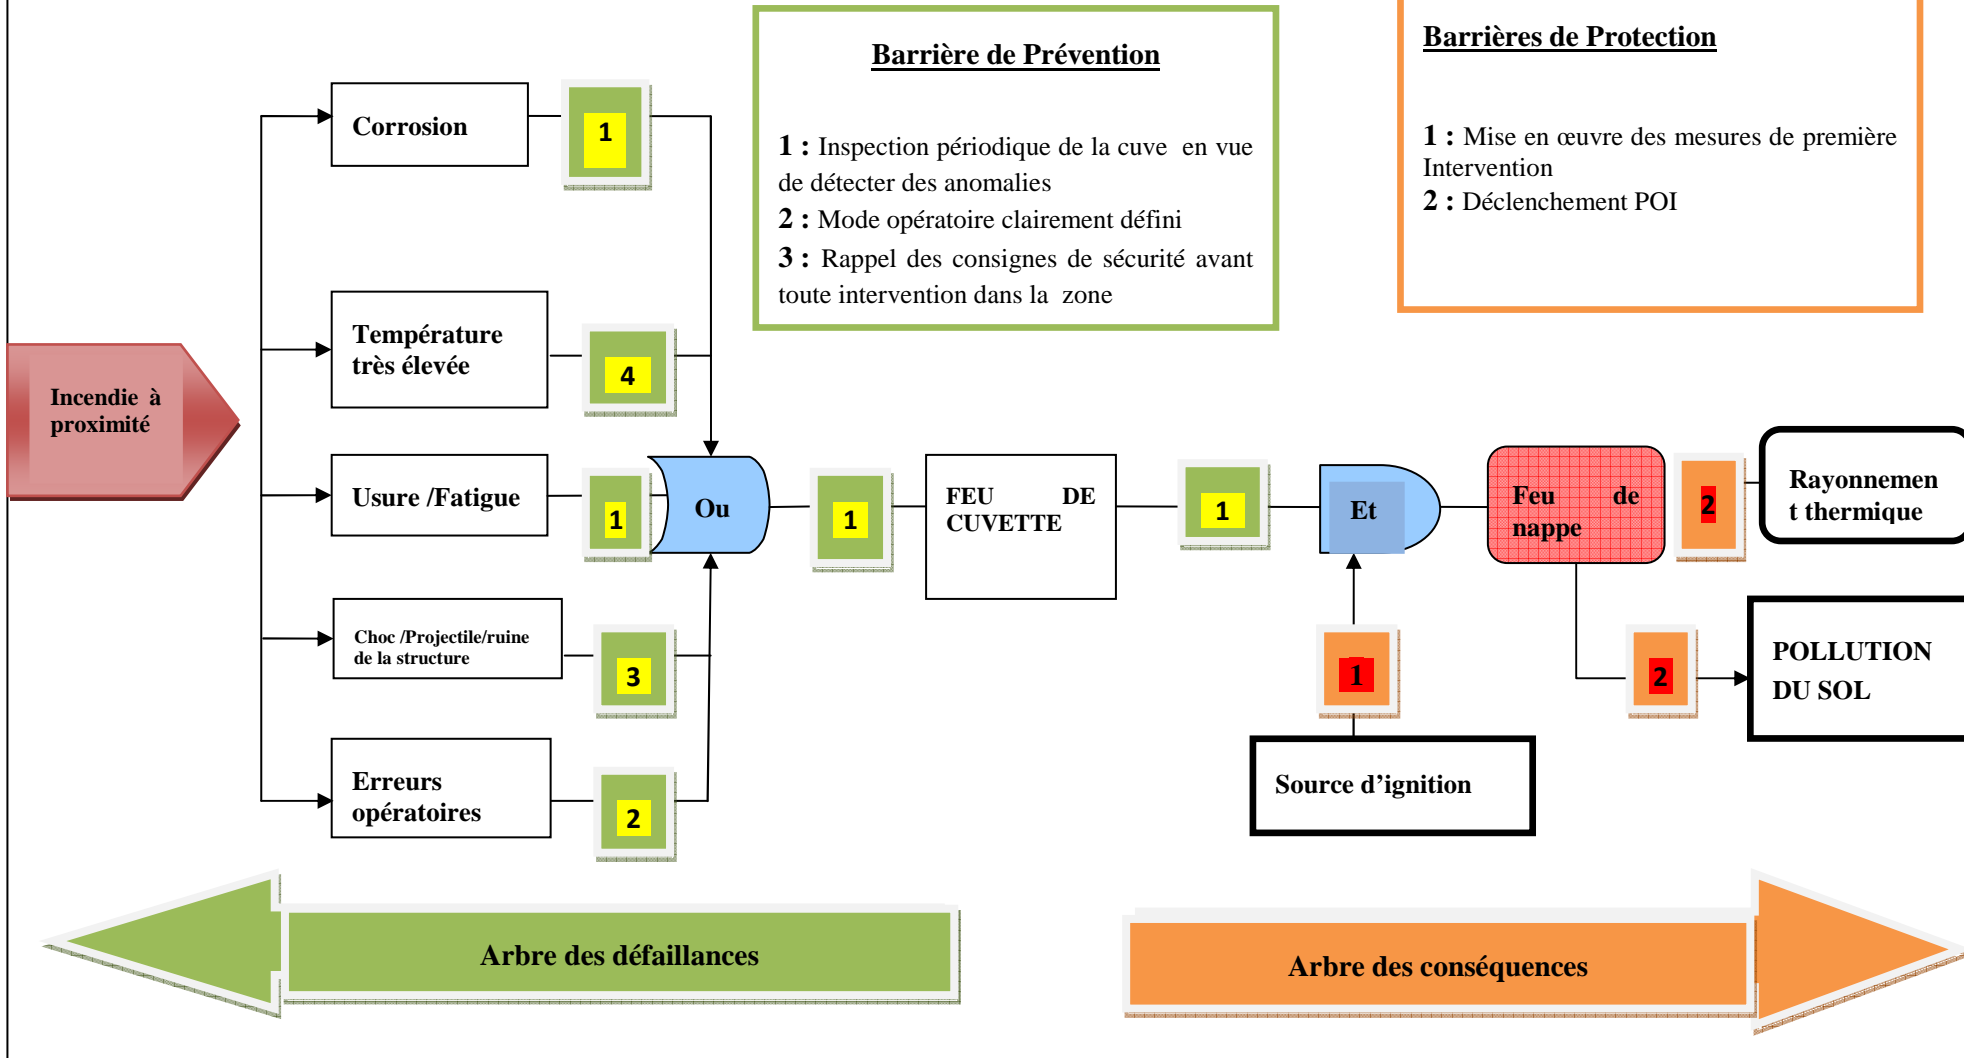 Barrière de Prévention
1 : Inspection périodique de la cuve en vue
de détecter des anomalies
2 : Mode opératoire clairement défini
3 : Rappel des consignes de sécurité avant
toute intervention dans la zone
Barrières de Protection
1 : Mise en œuvre des mesures de première
Intervention
2 : Déclenchement POI
Corrosion
1
Température
très élevée
4
Incendie à
proximité
Usure /Fatigue
1
Ou
1
FEU DE
CUVETTE
1
Et
Feu de
nappe
2
Rayonnemen
t thermique
Choc /Projectile/ruine
de la structure
3
1
2
POLLUTION
DU SOL
Erreurs
opératoires
2
Source d'ignition
Arbre des défaillances
Arbre des conséquences